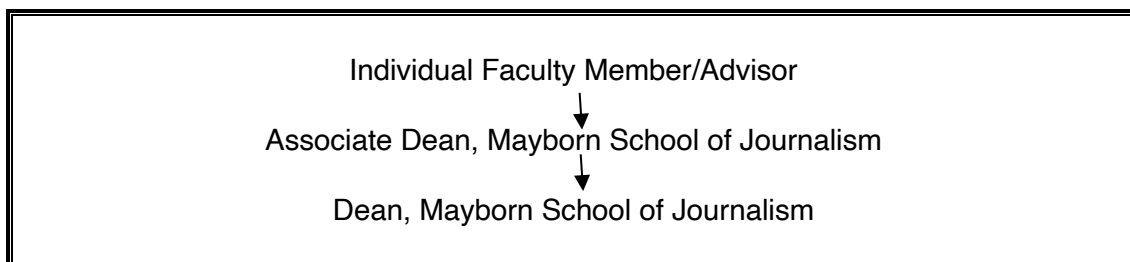 Individual Faculty Member/Advisor
Associate Dean, Mayborn School of Journalism
Dean, Mayborn School of Journalism